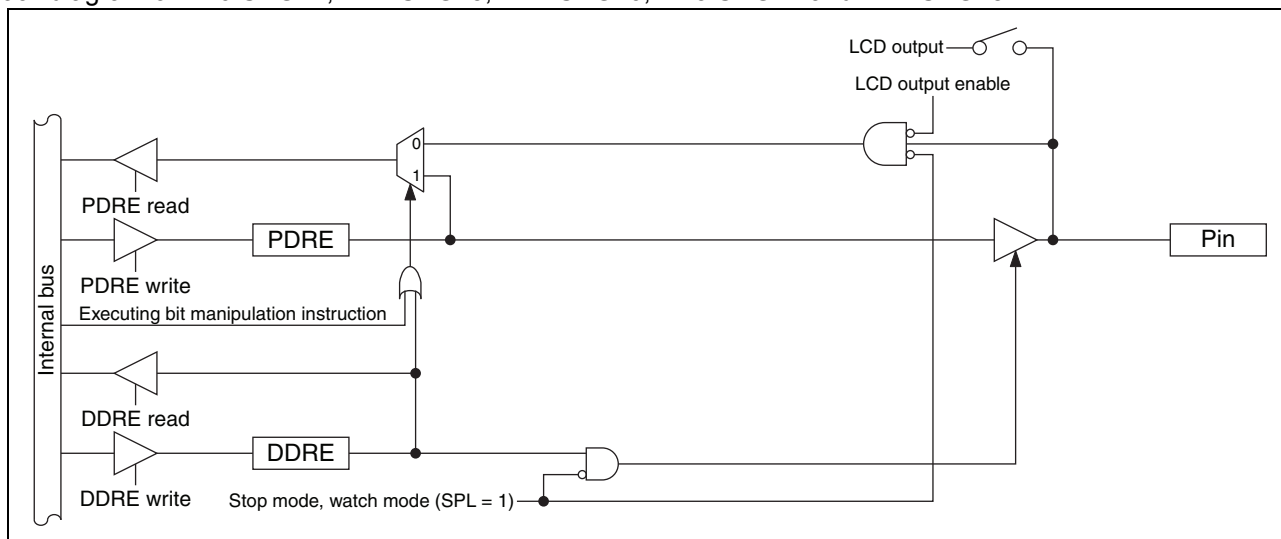 LCD output
LCD output enable
0
1
PDRE read
PDRE
Pin
PDRE write
Executing bit manipulation instruction
Internal bus
DDRE read
DDRE
DDRE write
Stop mode, watch mode (SPL = 1)